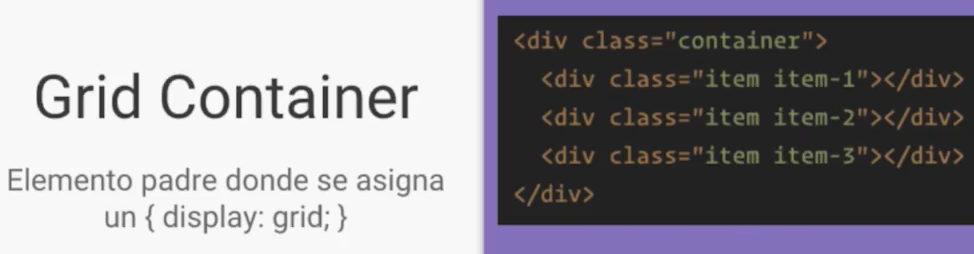 Grid Container
Elemento padre donde se asigna
un { display: grid; }
<div class="container">
  <div class="item item-1"></div>
  <div class="item item-2"></div>
  <div class="item item-3"></div>
</div>